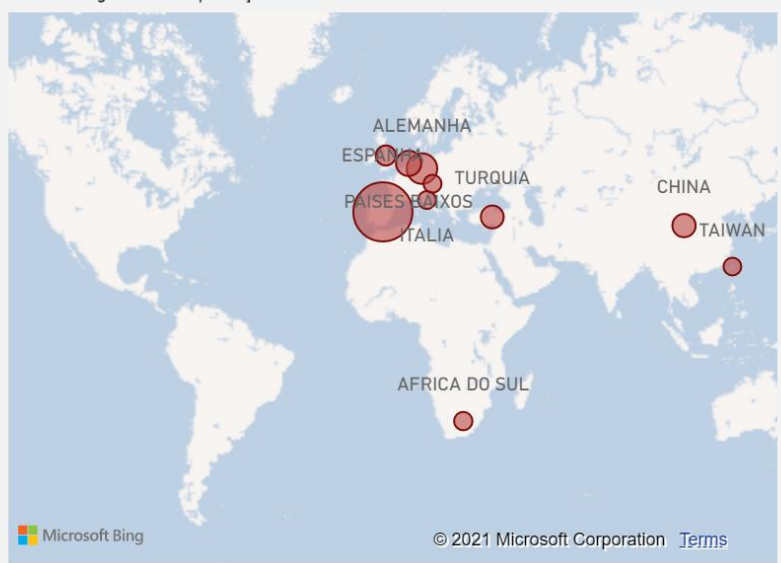 ALEMANHA
ESPANHA
TURQUIA
PAISES BAIXOS
ITALIA
CHINA
TAIWAN
AFRICA DO SUL
Microsoft Bing
© 2021 Microsoft Corporation Terms